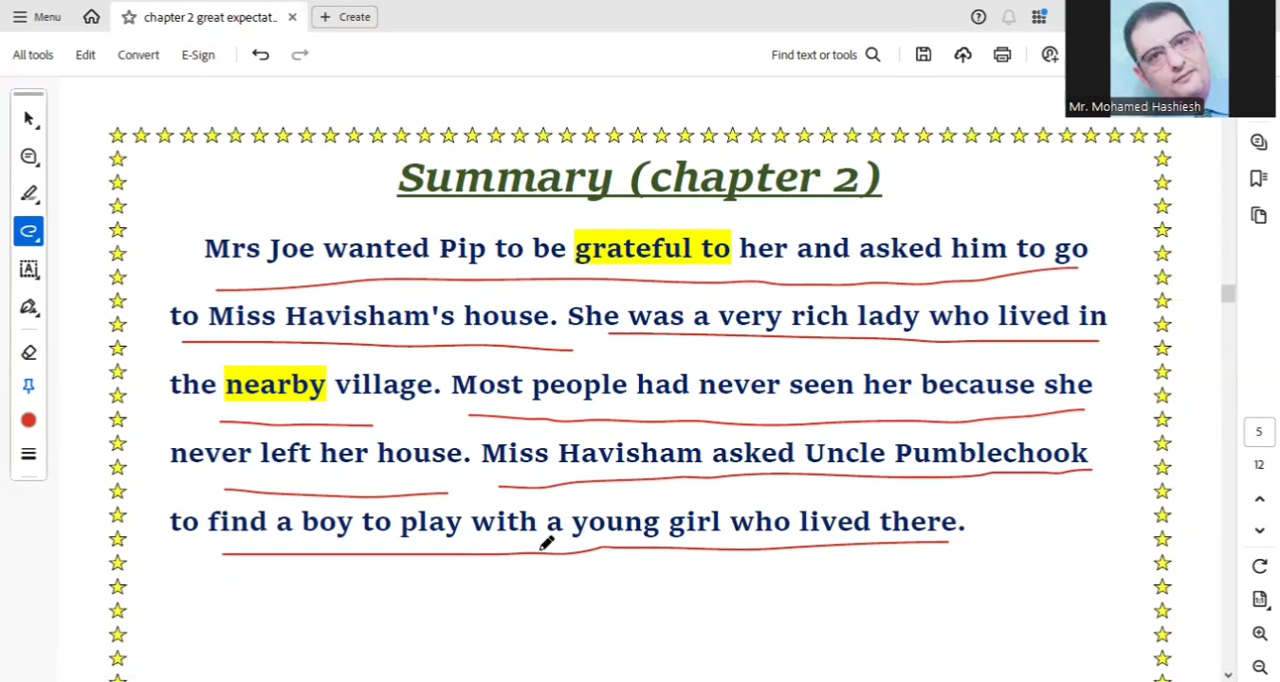 Menu
chapter 2 great expectat...
Create
All tools
Edit
Convert
E-Sign
Find text or tools
Mr. Mohamed Hashiesh
Summary (chapter 2)
Mrs Joe wanted Pip to be grateful to her and asked him to go
to Miss Havisham's house. She was a very rich lady who lived in
the nearby village. Most people had never seen her because she
never left her house. Miss Havisham asked Uncle Pumblechook
to find a boy to play with a young girl who lived there.
5
12